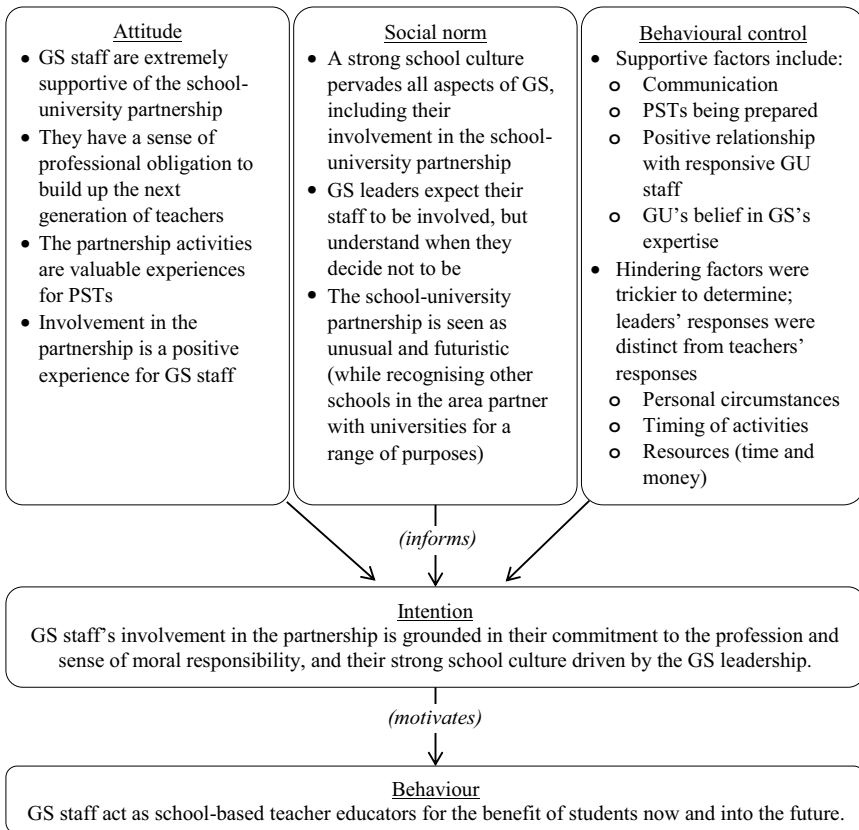 Attitude
• GS staff are extremely
supportive of the school-
university partnership
• They have a sense of
professional obligation to
build up the next
generation of teachers
• The partnership activities
are valuable experiences
for PSTs
• Involvement in the
partnership is a positive
experience for GS staff
Social norm
• A strong school culture
pervades all aspects of GS,
including their
involvement in the school-
university partnership
• GS leaders expect their
staff to be involved, but
understand when they
decide not to be
• The school-university
partnership is seen as
unusual and futuristic
(while recognising other
schools in the area partner
with universities for a
range of purposes)
Behavioural control
• Supportive factors include:
o Communication
o PSTs being prepared
o Positive relationship
with responsive GU
staff
o GU’s belief in GS’s
expertise
• Hindering factors were
trickier to determine;
leaders’ responses were
distinct from teachers’
responses
o Personal circumstances
o Timing of activities
o Resources (time and
money)
(informs)
Intention
GS staff’s involvement in the partnership is grounded in their commitment to the profession and
sense of moral responsibility, and their strong school culture driven by the GS leadership.
(motivates)
Behaviour
GS staff act as school-based teacher educators for the benefit of students now and into the future.